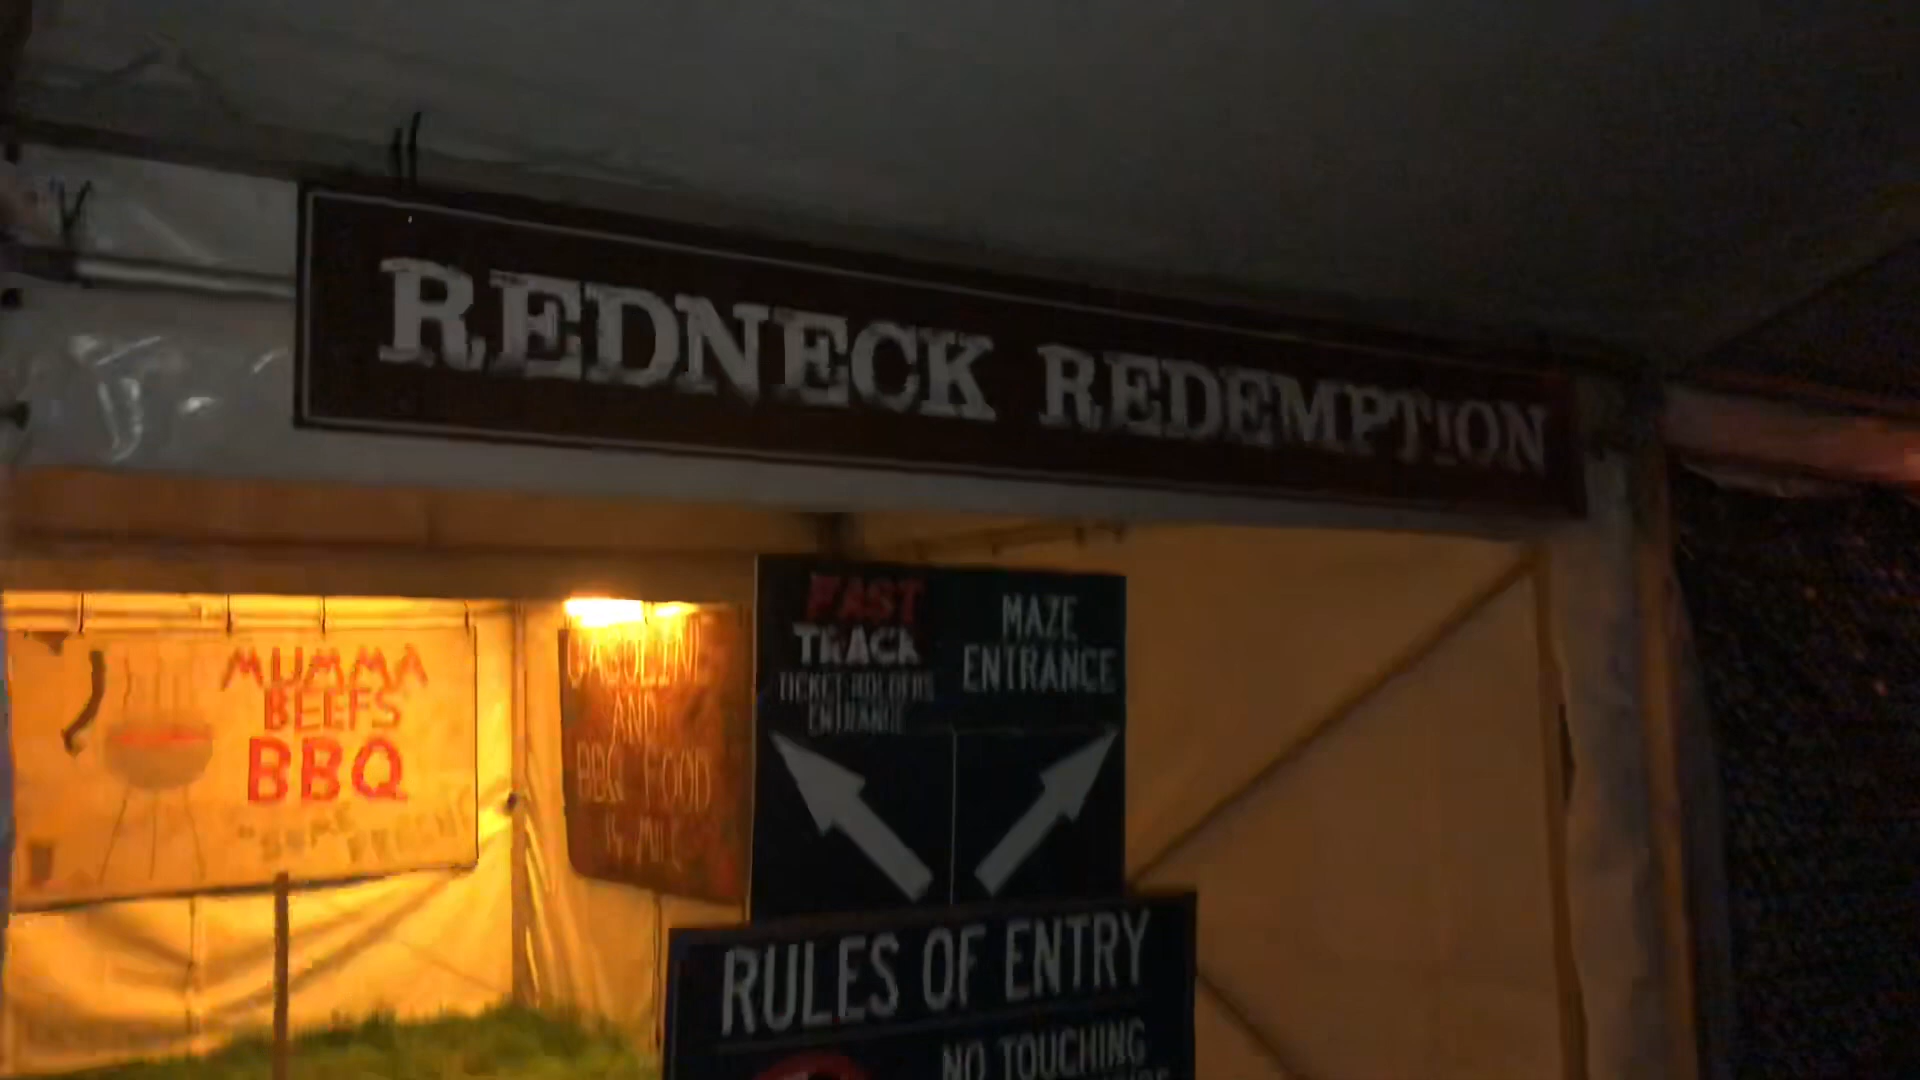 REDNECK REDEMPTION
MUMMA
BEEFS
BBQ
GASOLINE
AND
BBQ FOOD
FAST
TRACK
TICKET HOLDERS
ENTRANCE
MAZE
ENTRANCE
RULES OF ENTRY
NO TOUCHING